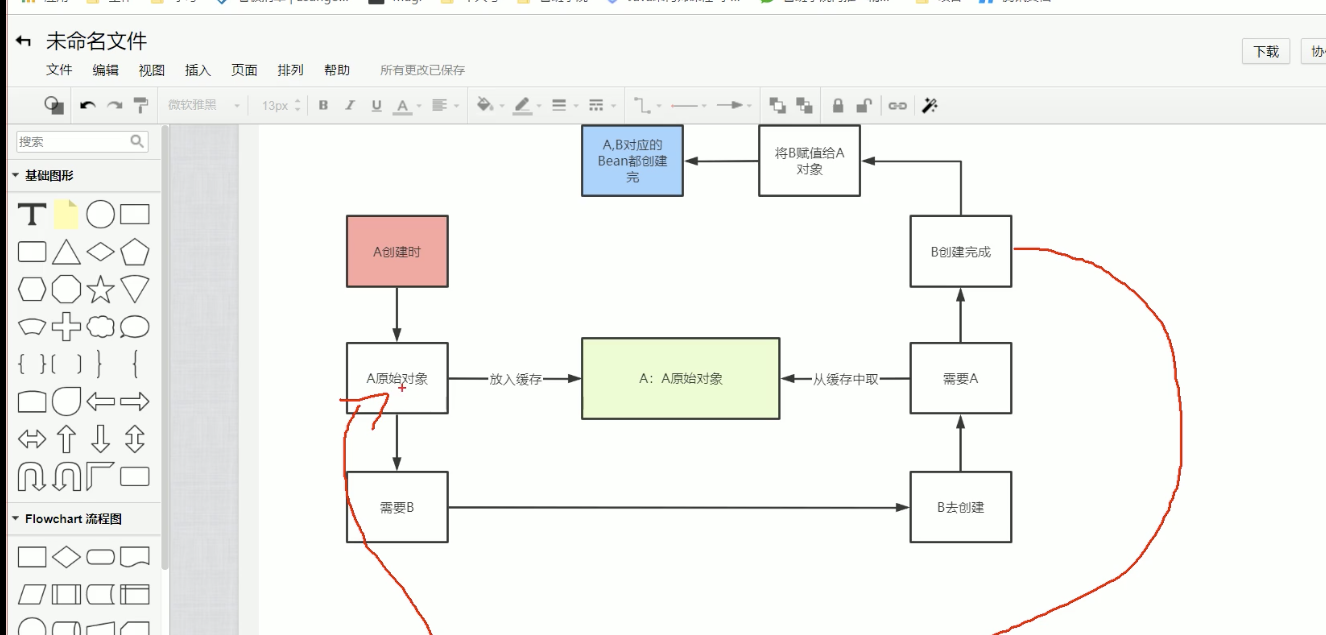 未命名文件
文件 编辑 视图 插入 页面 排列 帮助 所有更改已保存
下载
微软雅黑 13px B I U A
搜索
基础图形
T
Flowchart 流程图
A,B对应的
Bean都创建
完
将B赋值给A
对象
A创建时
B创建完成
A原始对象
放入缓存
A：A原始对象
从缓存中取
需要A
需要B
B去创建